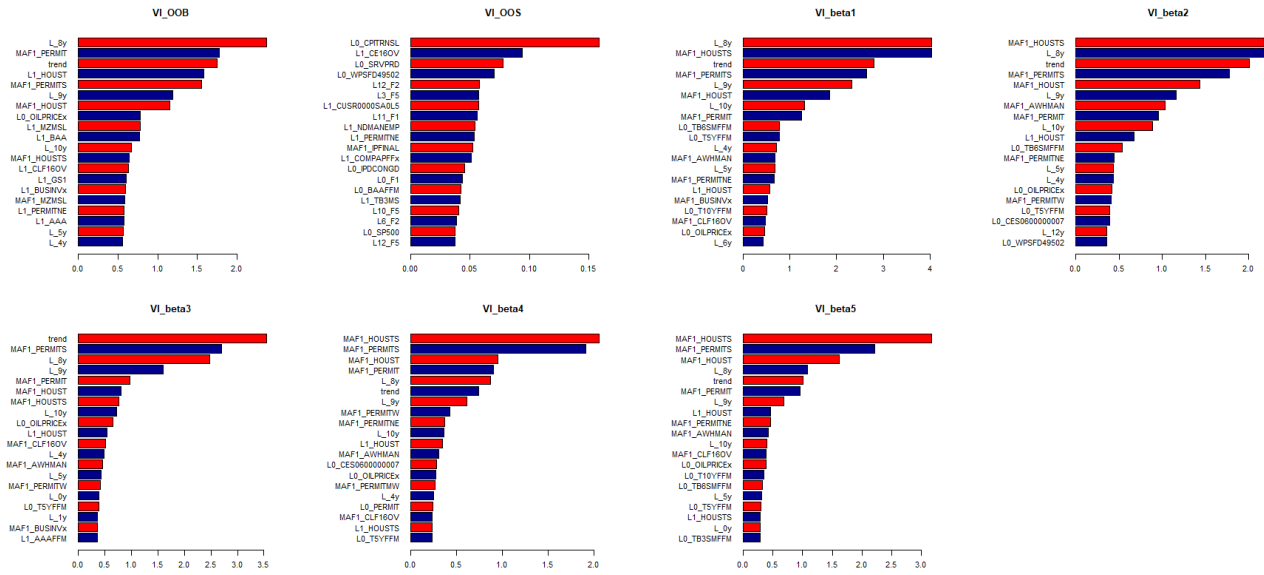 VI_OOB
L_8y
MAF1_PERMIT
trend
L1_HOUST
MAF1_PERMITS
L_9y
MAF1_HOUST
L0_OILPRICEx
L1_MZMSL
L1_BAA
L_10y
MAF1_HOUSTS
L1_CLF16OV
L1_GS1
L1_BUSINVx
MAF1_MZMSL
L1_PERMITNE
L1_AAA
L_5y
L_4y
0.0 0.5 1.0 1.5 2.0
VI_OOS
L0_CPITRNSL
L1_CE16OV
L0_SRVPRD
L0_WPSFD49502
L12_F2
L3_F5
L1_CUSR0000SA0L5
L11_F1
L1_NDMANEMP
L1_PERMITNE
MAF1_IPFINAL
L1_COMPAPFFx
L0_IPDCONGD
L0_F1
L0_BAAFFM
L1_TB3MS
L10_F5
L6_F2
L0_SP500
L12_F5
0.00 0.05 0.10 0.15
VI_beta1
L_8y
MAF1_HOUSTS
trend
MAF1_PERMITS
L_9y
MAF1_HOUST
L_10y
MAF1_PERMIT
L0_TB6SMFFM
L0_T5YFFM
L_4y
MAF1_AWHMAN
L_5y
MAF1_PERMITNE
L1_HOUST
MAF1_BUSINVx
L0_T10YFFM
MAF1_CLF16OV
L0_OILPRICEx
L_6y
0 1 2 3 4
VI_beta2
MAF1_HOUSTS
L_8y
trend
MAF1_PERMITS
MAF1_HOUST
L_9y
MAF1_AWHMAN
MAF1_PERMIT
L_10y
L1_HOUST
L0_TB6SMFFM
MAF1_PERMITNE
L_5y
L_4y
L0_OILPRICEx
MAF1_PERMITW
L0_T5YFFM
L0_CES0600000007
L_12y
L0_WPSFD49502
0.0 0.5 1.0 1.5 2.0
VI_beta3
trend
MAF1_PERMITS
L_8y
L_9y
MAF1_PERMIT
MAF1_HOUST
MAF1_HOUSTS
L_10y
L0_OILPRICEx
L1_HOUST
MAF1_CLF16OV
L_4y
MAF1_AWHMAN
L_5y
MAF1_PERMITW
L_0y
L0_T5YFFM
L_1y
MAF1_BUSINVx
L1_AAAFFM
0.0 0.5 1.0 1.5 2.0 2.5 3.0 3.5
VI_beta4
MAF1_HOUSTS
MAF1_PERMITS
MAF1_HOUST
MAF1_PERMIT
L_8y
trend
L_9y
MAF1_PERMITW
MAF1_PERMITNE
L_10y
L1_HOUST
MAF1_AWHMAN
L0_CES0600000007
L0_OILPRICEx
MAF1_PERMITMW
L_4y
L0_PERMIT
MAF1_CLF16OV
L1_HOUSTS
L0_T5YFFM
0.0 0.5 1.0 1.5 2.0
VI_beta5
MAF1_HOUSTS
MAF1_PERMITS
MAF1_HOUST
L_8y
trend
MAF1_PERMIT
L_9y
L1_HOUST
MAF1_PERMITNE
MAF1_AWHMAN
L_10y
MAF1_CLF16OV
L0_OILPRICEx
L0_T10YFFM
L0_TB6SMFFM
L_5y
L0_T5YFFM
L1_HOUSTS
L_0y
L0_TB3SMFFM
0.0 0.5 1.0 1.5 2.0 2.5 3.0